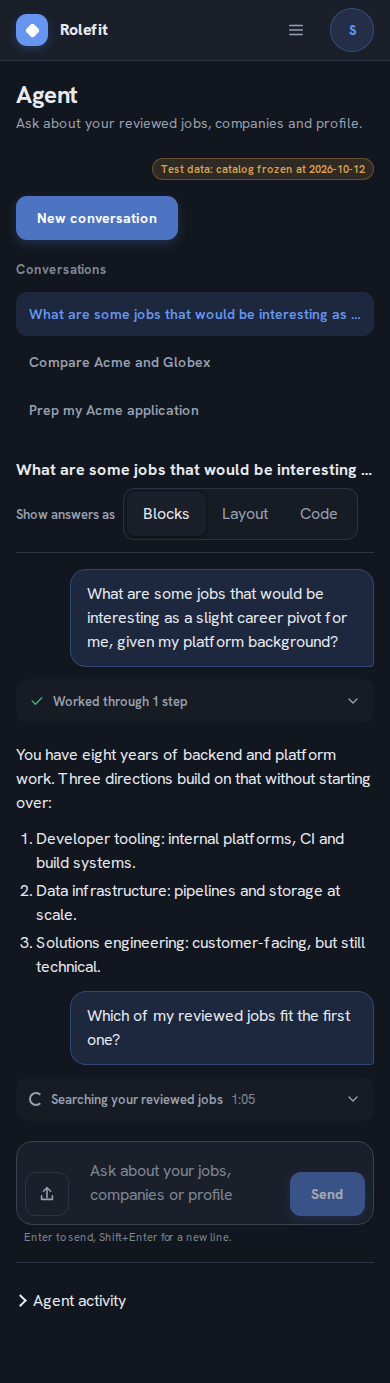 Rolefit
S
Agent
Ask about your reviewed jobs, companies and profile.
Test data: catalog frozen at 2026-10-12
New conversation
Conversations
What are some jobs that would be interesting as ...
Compare Acme and Globex
Prep my Acme application
What are some jobs that would be interesting ...
Show answers as
Blocks
Layout
Code
What are some jobs that would be
interesting as a slight career pivot for
me, given my platform background?
Worked through 1 step
You have eight years of backend and platform
work. Three directions build on that without starting
over:
1. Developer tooling: internal platforms, CI and
build systems.
2. Data infrastructure: pipelines and storage at
scale.
3. Solutions engineering: customer-facing, but still
technical.
Which of my reviewed jobs fit the first
one?
Searching your reviewed jobs 1:05
Ask about your jobs,
companies or profile
Send
Enter to send, Shift+Enter for a new line.
Agent activity